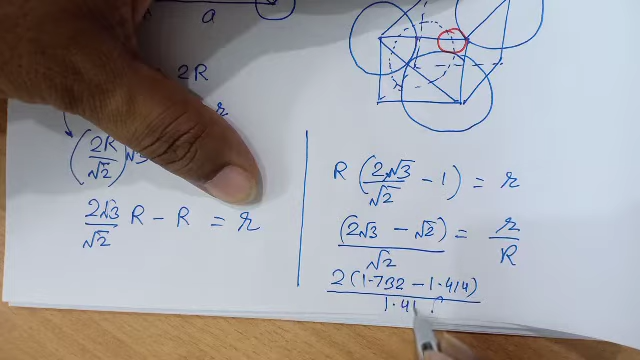 a
2R
r
(2R/√2)√3
2√3/√2 R − R = r
R (2√3/√2 − 1) = r
(2√3 − √2)/√2 = r/R
2(1.732 − 1.414)/1.41